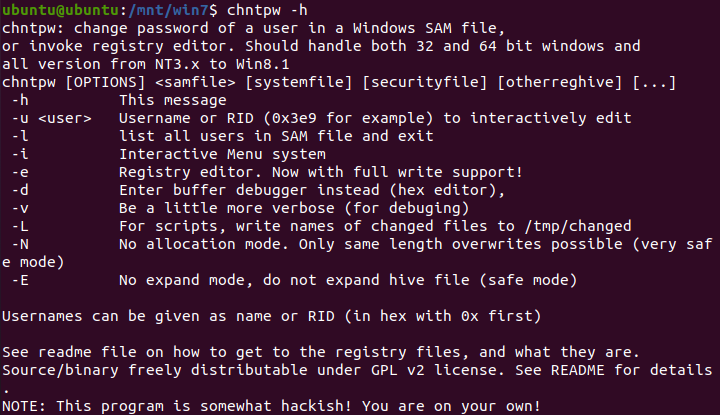 ubuntu@ubuntu:/mnt/win7$ chntpw -h
chntpw: change password of a user in a Windows SAM file,
or invoke registry editor. Should handle both 32 and 64 bit windows and
all version from NT3.x to Win8.1
chntpw [OPTIONS] <samfile> [systemfile] [securityfile] [otherreghive] [...]
 -h          This message
 -u <user>   Username or RID (0x3e9 for example) to interactively edit
 -l          list all users in SAM file and exit
 -i          Interactive Menu system
 -e          Registry editor. Now with full write support!
 -d          Enter buffer debugger instead (hex editor),
 -v          Be a little more verbose (for debuging)
 -L          For scripts, write names of changed files to /tmp/changed
 -N          No allocation mode. Only same length overwrites possible (very saf
e mode)
 -E          No expand mode, do not expand hive file (safe mode)

Usernames can be given as name or RID (in hex with 0x first)

See readme file on how to get to the registry files, and what they are.
Source/binary freely distributable under GPL v2 license. See README for details
.
NOTE: This program is somewhat hackish! You are on your own!